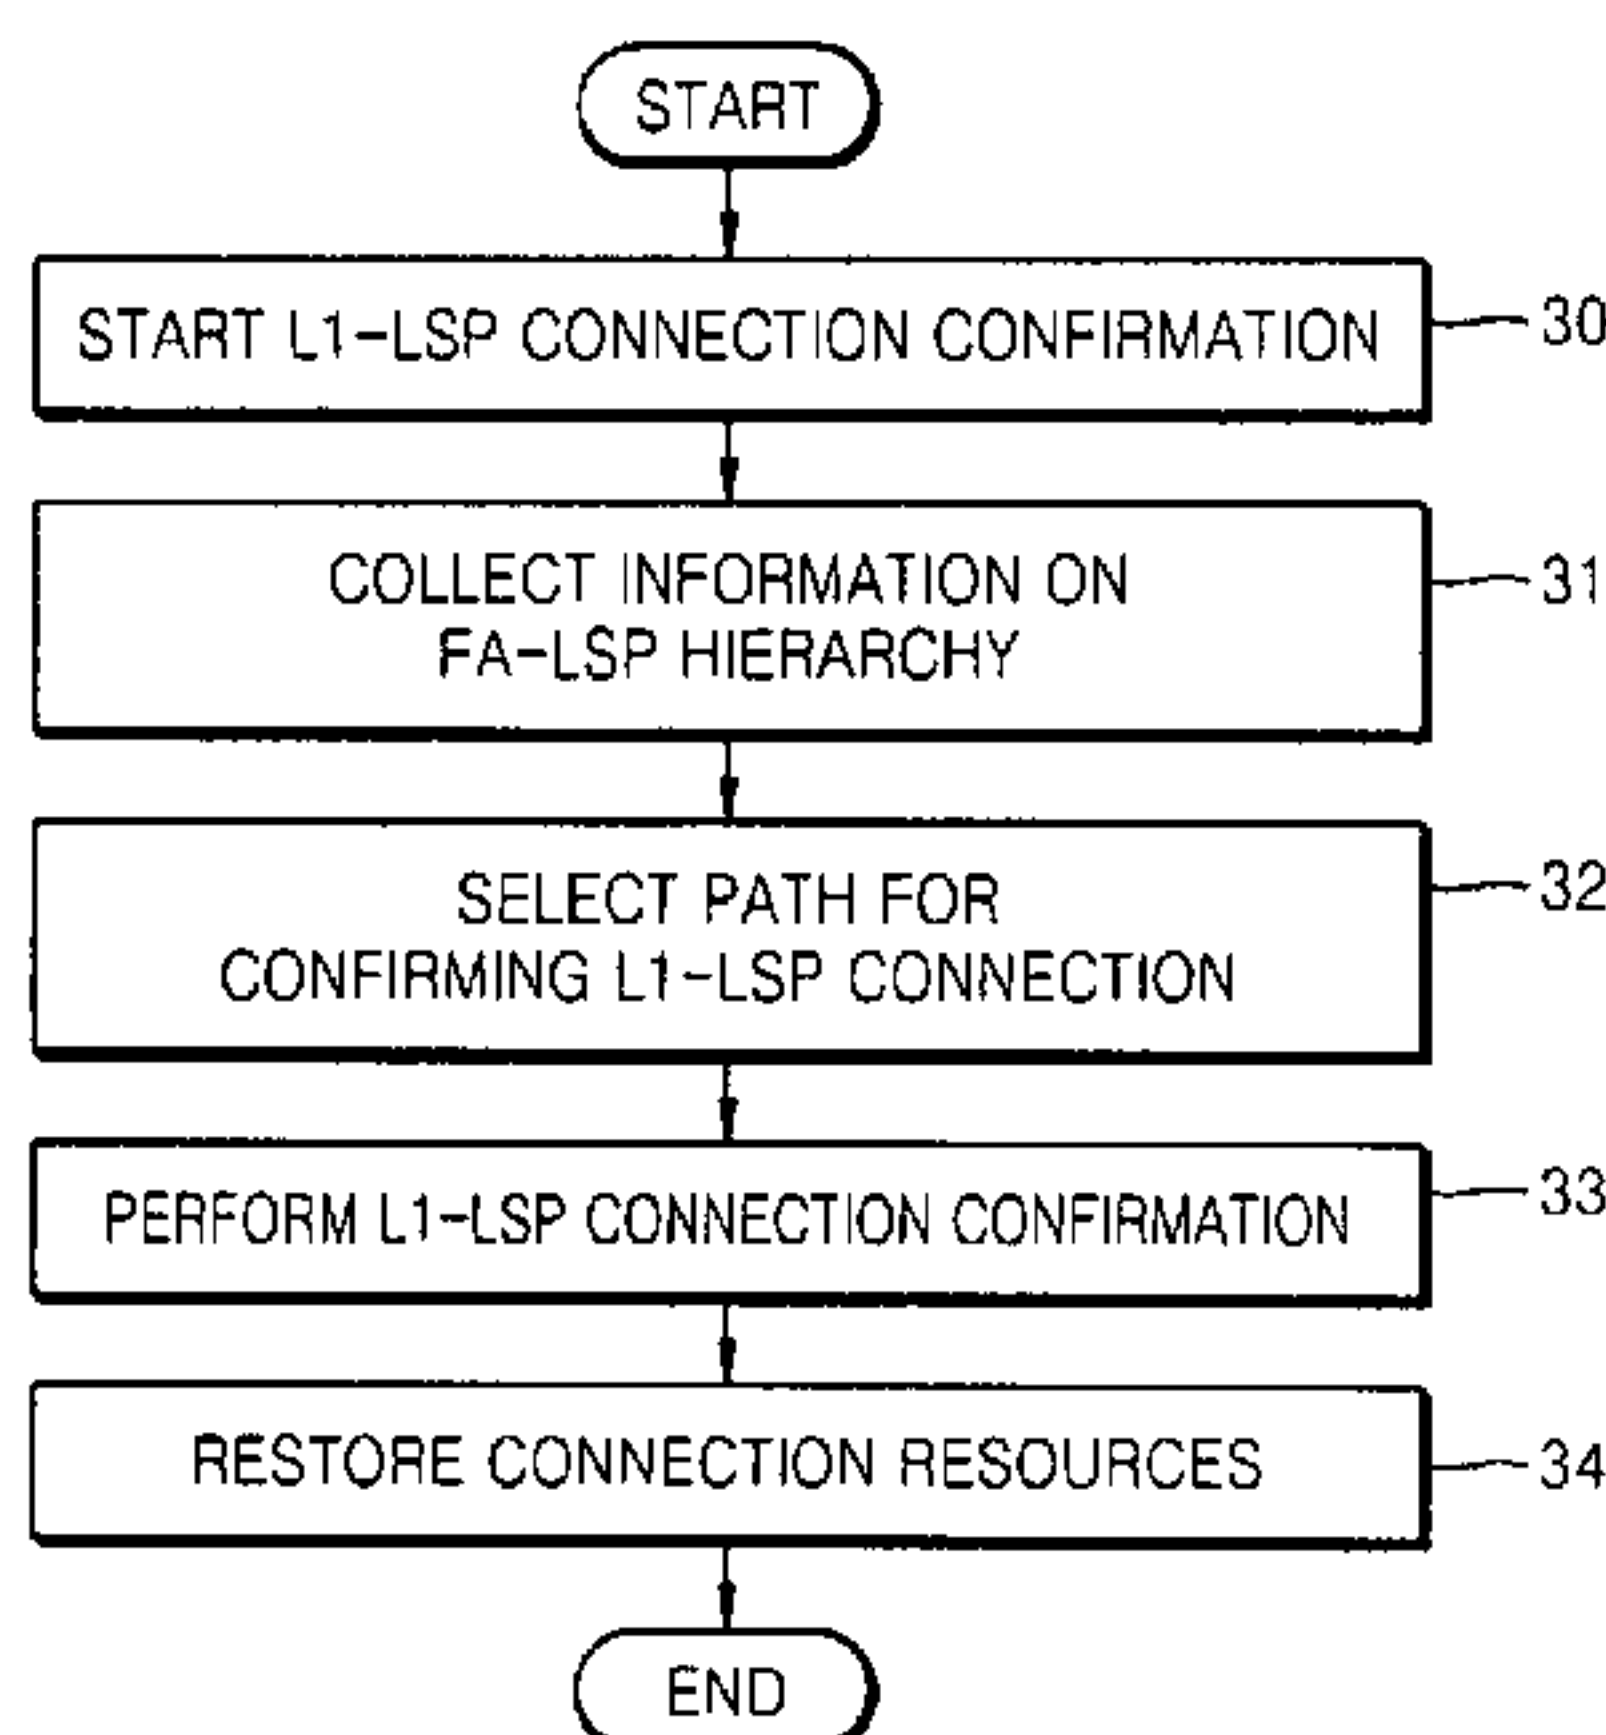 START
START L1-LSP CONNECTION CONFIRMATION
30
COLLECT INFORMATION ON
FA-LSP HIERARCHY
31
SELECT PATH FOR
CONFIRMING L1-LSP CONNECTION
32
PERFORM L1-LSP CONNECTION CONFIRMATION
33
RESTORE CONNECTION RESOURCES
34
END